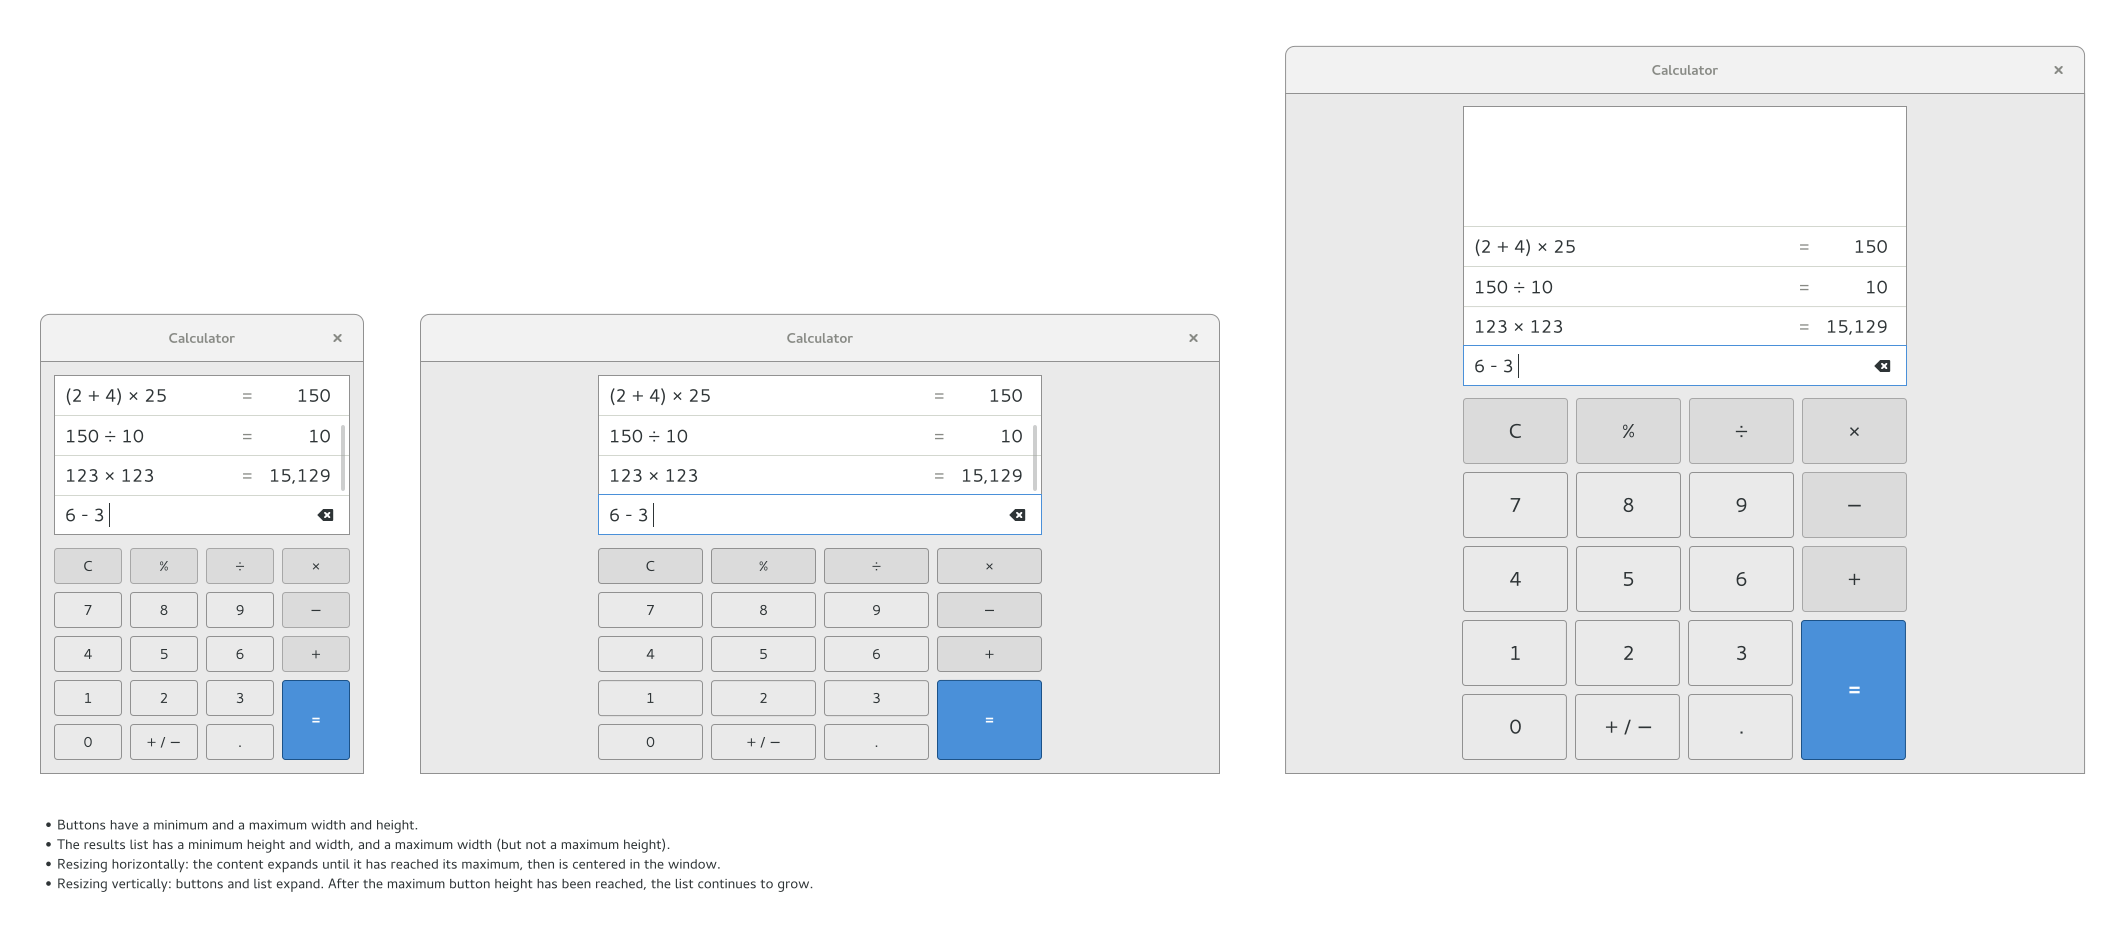 Calculator ×
(2 + 4) × 25 = 150
150 ÷ 10 = 10
123 × 123 = 15,129
6 - 3
C % ÷ ×
7 8 9 −
4 5 6 +
1 2 3
=
0 + / − .
Calculator ×
(2 + 4) × 25 = 150
150 ÷ 10 = 10
123 × 123 = 15,129
6 - 3
C % ÷ ×
7 8 9 −
4 5 6 +
1 2 3
=
0 + / − .
Calculator ×
(2 + 4) × 25 = 150
150 ÷ 10 = 10
123 × 123 = 15,129
6 - 3
C % ÷ ×
7 8 9 −
4 5 6 +
1 2 3
=
0 + / − .
• Buttons have a minimum and a maximum width and height.
• The results list has a minimum height and width, and a maximum width (but not a maximum height).
• Resizing horizontally: the content expands until it has reached its maximum, then is centered in the window.
• Resizing vertically: buttons and list expand. After the maximum button height has been reached, the list continues to grow.